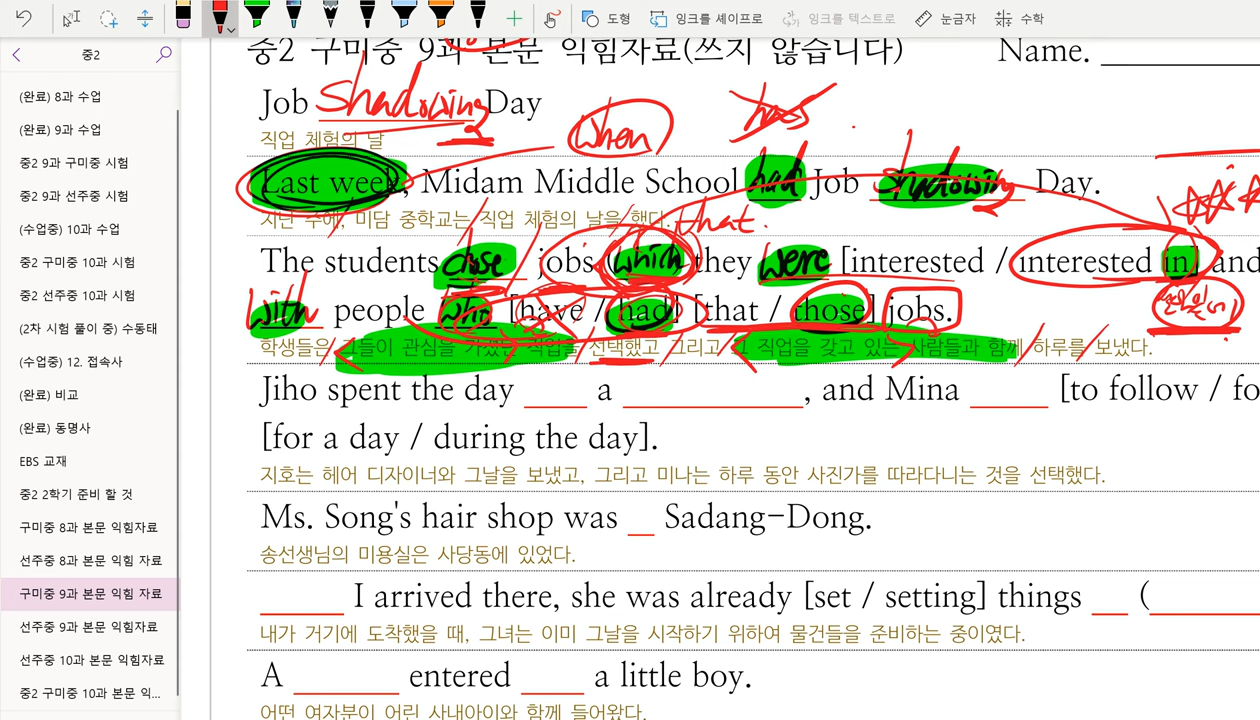 도형 잉크를 셰이프로 잉크를 텍스트로 눈금자 수학
중2
(완료) 8과 수업
(완료) 9과 수업
중2 9과 구미중 시험
중2 9과 선주중 시험
(수업중) 10과 수업
중2 구미중 10과 시험
중2 선주중 10과 시험
(2차 시험 풀이 중) 수동태
(수업중) 12. 접속사
(완료) 비교
(완료) 동명사
EBS 교재
중2 2학기 준비 할 것
구미중 8과 본문 익힘자료
선주중 8과 본문 익힘 자료
구미중 9과 본문 익힘 자료
선주중 9과 본문 익힘자료
선주중 10과 본문 익힘자료
중2 구미중 10과 본문 익...
중2 구미중 9과 본문 익힘자료(쓰지 않습니다) Name.
Job Shadowing Day
직업 체험의 날
when
has
Last week, Midam Middle School had Job Shadowing Day.
지난 주에, 미담 중학교는 직업 체험의 날을 했다.
that.
The students chose jobs (which) they were [interested / interested in] and
with people who [have / had] [that / those] jobs.
학생들은 그들이 관심을 가졌던 직업을 선택했고 그리고 그 직업을 갖고 있는 사람들과 함께 하루를 보냈다.
Jiho spent the day a , and Mina [to follow / fo
[for a day / during the day].
지호는 헤어 디자이너와 그날을 보냈고, 그리고 미나는 하루 동안 사진가를 따라다니는 것을 선택했다.
Ms. Song's hair shop was Sadang-Dong.
송선생님의 미용실은 사당동에 있었다.
I arrived there, she was already [set / setting] things (
내가 거기에 도착했을 때, 그녀는 이미 그날을 시작하기 위하여 물건들을 준비하는 중이였다.
A entered a little boy.
어떤 여자분이 어린 사내아이와 함께 들어왔다.